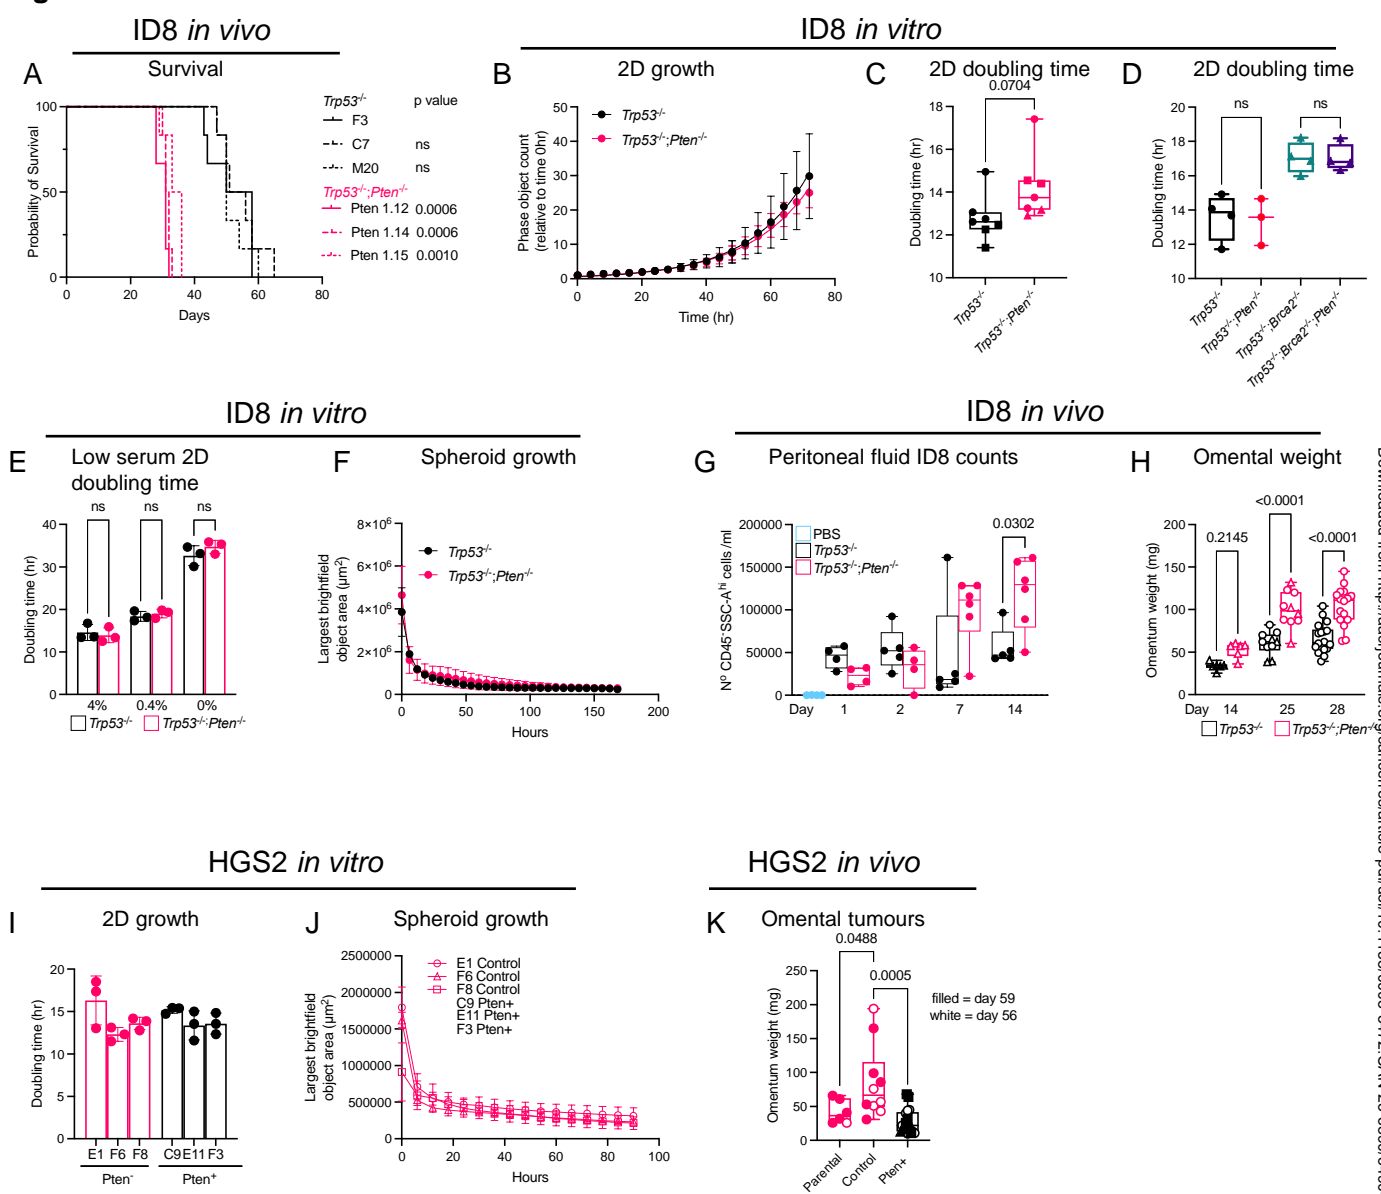 ID8 in vivo
ID8 in vitro
A
Survival
Probability of Survival
100
50
0
0 20 40 60 80
Days
Trp53-/- p value
F3
C7 ns
M20 ns
Trp53-/-;Pten-/-
Pten 1.12 0.0006
Pten 1.14 0.0006
Pten 1.15 0.0010
B
2D growth
Phase object count
(relative to time 0hr)
50
40
30
20
10
0
0 20 40 60 80
Time (hr)
Trp53-/-
Trp53-/-;Pten-/-
C
2D doubling time
0.0704
Doubling time (hr)
18
16
14
12
10
Trp53-/-
Trp53-/-;Pten-/-
D
2D doubling time
ns ns
Doubling time (hr)
20
18
16
14
12
10
Trp53-/-
Trp53-/-;Pten-/-
Trp53-/-;Brca2-/-
Trp53-/-;Brca2-/-;Pten-/-
ID8 in vitro
ID8 in vivo
E
Low serum 2D
doubling time
ns ns ns
Doubling time (hr)
40
30
20
10
0
4% 0.4% 0%
Trp53-/- Trp53-/-;Pten-/-
F
Spheroid growth
Largest brightfield
object area (µm²)
8×10⁶
6×10⁶
4×10⁶
2×10⁶
0
0 50 100 150 200
Hours
Trp53-/-
Trp53-/-;Pten-/-
G
Peritoneal fluid ID8 counts
Nº CD45-SSC-Ahi cells/ml
200000
150000
100000
50000
0
PBS
Trp53-/-
Trp53-/-;Pten-/-
0.0302
Day 1 2 7 14
H
Omental weight
<0.0001
0.2145 <0.0001
Omentum weight (mg)
200
150
100
50
0
Day 14 25 28
Trp53-/- Trp53-/-;Pten-/-
HGS2 in vitro
HGS2 in vivo
I
2D growth
Doubling time (hr)
20
15
10
5
0
E1 F6 F8 C9 E11 F3
Pten- Pten+
J
Spheroid growth
Largest brightfield
object area (µm²)
2500000
2000000
1500000
1000000
500000
0
0 20 40 60 80 100
Hours
E1 Control
F6 Control
F8 Control
C9 Pten+
E11 Pten+
F3 Pten+
K
Omental tumours
0.0488
0.0005
Omentum weight (mg)
250
200
150
100
50
0
Parental
Control
Pten+
filled = day 59
white = day 56